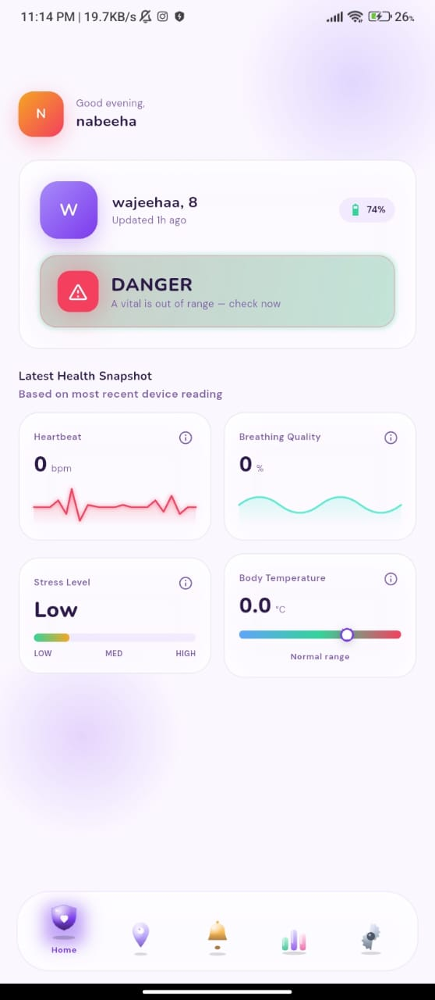 11:14 PM | 19.7KB/s 26%
N
Good evening,
nabeeha
W
wajeehaa, 8
Updated 1h ago
74%
DANGER
A vital is out of range — check now
Latest Health Snapshot
Based on most recent device reading
Heartbeat
0 bpm
Breathing Quality
0 %
Stress Level
Low
LOW MED HIGH
Body Temperature
0.0 °C
Normal range
Home